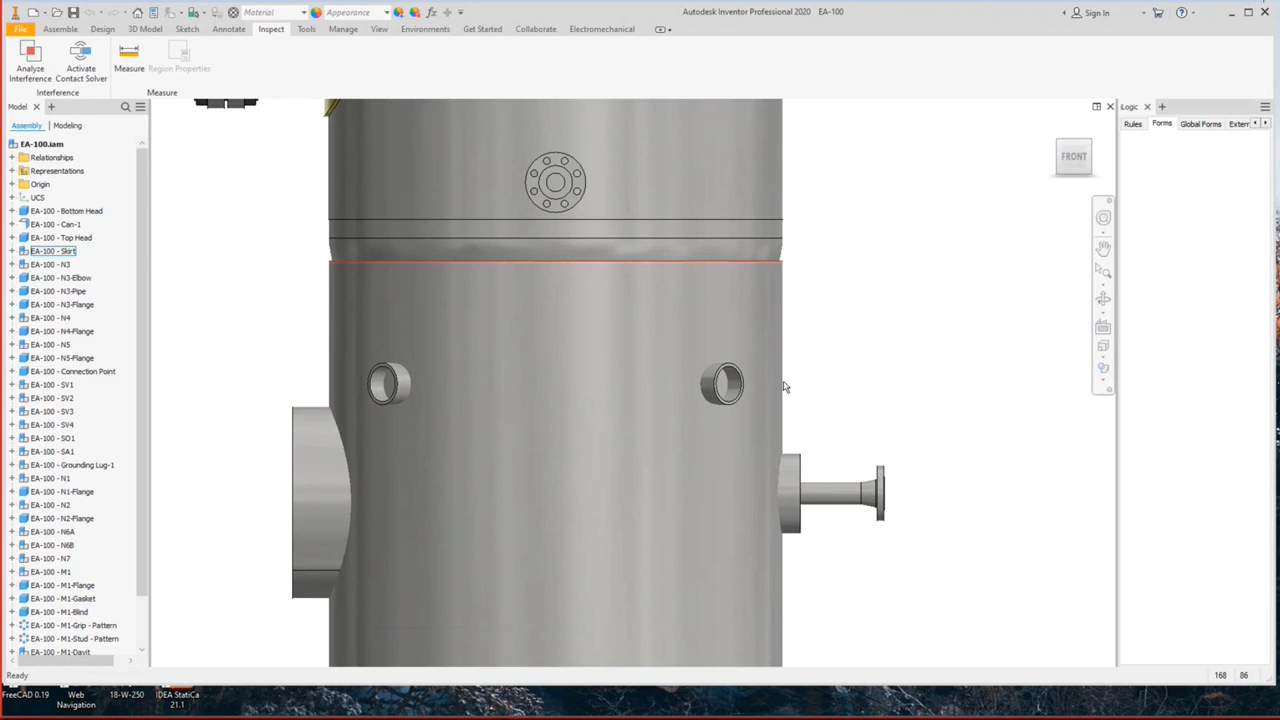 Material
Appearance
Autodesk Inventor Professional 2020 EA-100
Sign In
File Assemble Design 3D Model Sketch Annotate Inspect Tools Manage View Environments Get Started Collaborate Electromechanical
Analyze Interference
Activate Contact Solver
Measure
Region Properties
Interference
Measure
Model
Assembly Modeling
EA-100.iam
Relationships
Representations
Origin
UCS
EA-100 - Bottom Head
EA-100 - Can-1
EA-100 - Top Head
EA-100 - Skirt
EA-100 - N3
EA-100 - N3-Elbow
EA-100 - N3-Pipe
EA-100 - N3-Flange
EA-100 - N4
EA-100 - N4-Flange
EA-100 - N5
EA-100 - N5-Flange
EA-100 - Connection Point
EA-100 - SV1
EA-100 - SV2
EA-100 - SV3
EA-100 - SV4
EA-100 - SO1
EA-100 - SA1
EA-100 - Grounding Lug-1
EA-100 - N1
EA-100 - N1-Flange
EA-100 - N2
EA-100 - N2-Flange
EA-100 - N6A
EA-100 - N6B
EA-100 - N7
EA-100 - M1
EA-100 - M1-Flange
EA-100 - M1-Gasket
EA-100 - M1-Blind
EA-100 - M1-Grip - Pattern
EA-100 - M1-Stud - Pattern
EA-100 - M1-Davit
FRONT
iLogic
Rules Forms Global Forms Extern
Ready
168 86
FreeCAD 0.19
Web Navigation
18-W-250
IDEA StatiCa 21.1